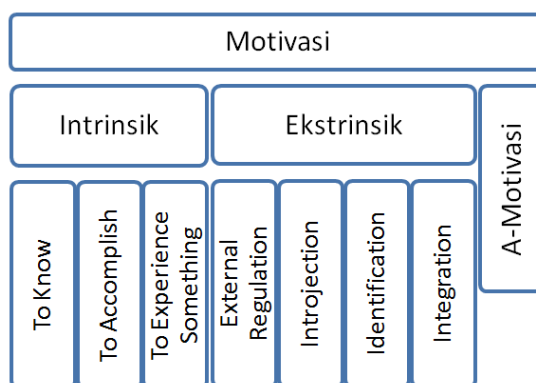 Motivasi
Intrinsik
Ekstrinsik
A-Motivasi
To Know
To Accomplish
To Experience
Something
External
Regulation
Introjection
Identification
Integration